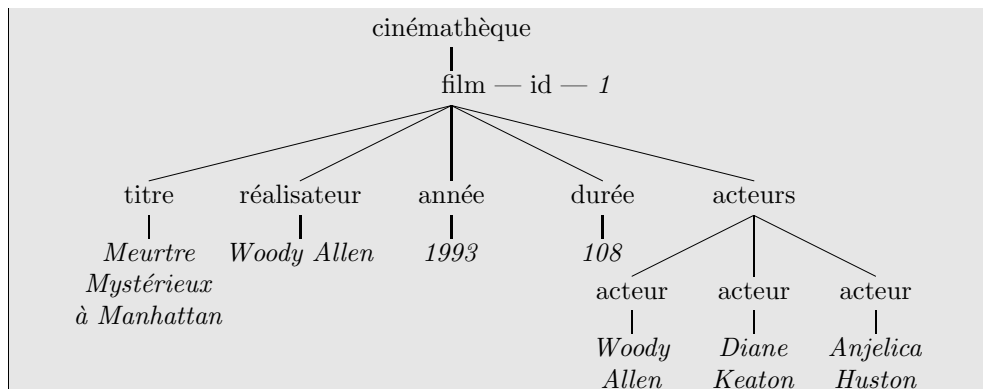 cinémathèque
film — id — 1
titre réalisateur année durée acteurs
Meurtre Woody Allen 1993 108
Mystérieux
à Manhattan
acteur acteur acteur
Woody Diane Anjelica
Allen Keaton Huston